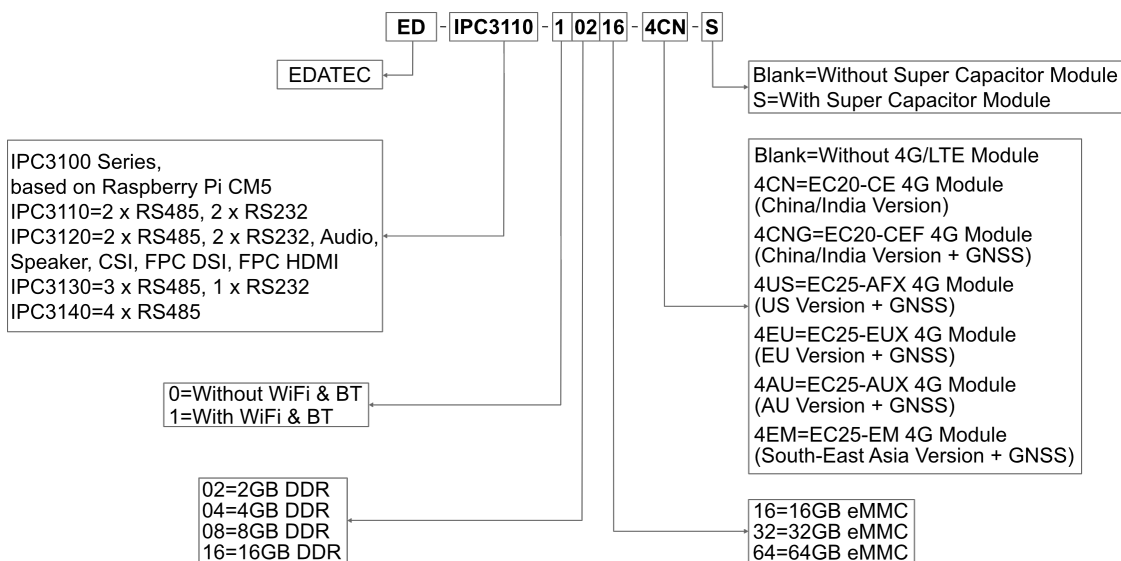 ED - IPC3110 - 1 02 16 - 4CN - S
EDATEC
Blank=Without Super Capacitor Module
S=With Super Capacitor Module
IPC3100 Series,
based on Raspberry Pi CM5
IPC3110=2 x RS485, 2 x RS232
IPC3120=2 x RS485, 2 x RS232, Audio,
Speaker, CSI, FPC DSI, FPC HDMI
IPC3130=3 x RS485, 1 x RS232
IPC3140=4 x RS485
Blank=Without 4G/LTE Module
4CN=EC20-CE 4G Module
(China/India Version)
4CNG=EC20-CEF 4G Module
(China/India Version + GNSS)
4US=EC25-AFX 4G Module
(US Version + GNSS)
4EU=EC25-EUX 4G Module
(EU Version + GNSS)
4AU=EC25-AUX 4G Module
(AU Version + GNSS)
4EM=EC25-EM 4G Module
(South-East Asia Version + GNSS)
0=Without WiFi & BT
1=With WiFi & BT
02=2GB DDR
04=4GB DDR
08=8GB DDR
16=16GB DDR
16=16GB eMMC
32=32GB eMMC
64=64GB eMMC